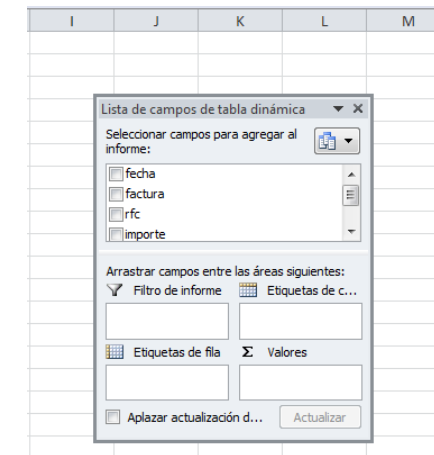 I J K L M
Lista de campos de tabla dinámica
Seleccionar campos para agregar al
informe:
fecha
factura
rfc
importe
Arrastrar campos entre las áreas siguientes:
Filtro de informe Etiquetas de c...
Etiquetas de fila Σ Valores
Aplazar actualización d... Actualizar